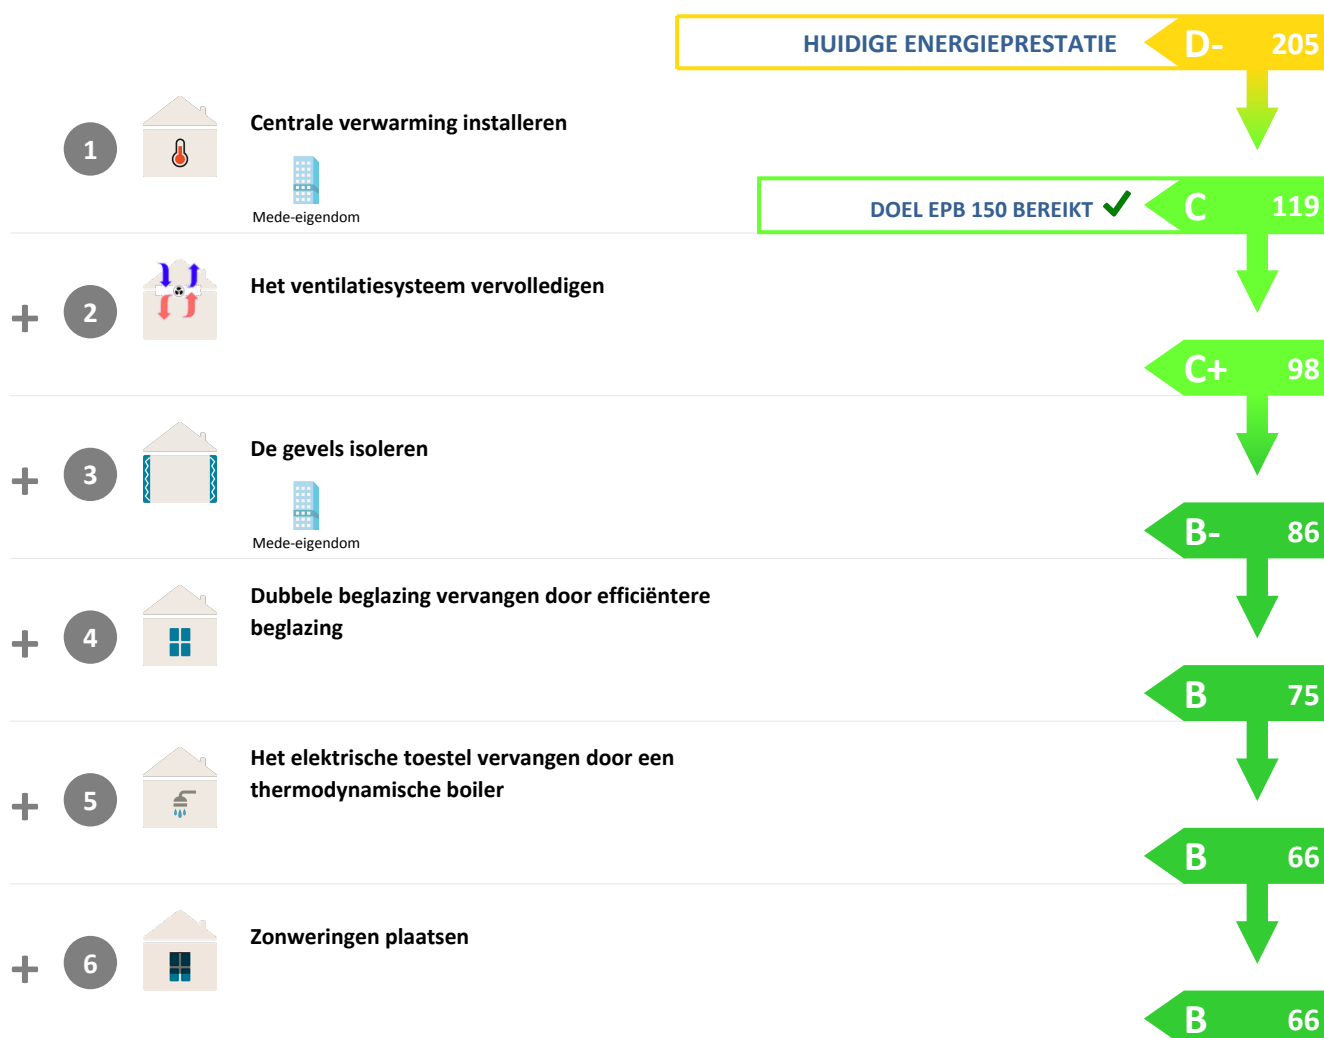 HUIDIGE ENERGIEPRESTATIE D- 205
1 Centrale verwarming installeren
Mede-eigendom
DOEL EPB 150 BEREIKT C 119
+ 2 Het ventilatiesysteem vervolledigen
C+ 98
+ 3 De gevels isoleren
Mede-eigendom
B- 86
+ 4 Dubbele beglazing vervangen door efficiëntere
beglazing
B 75
+ 5 Het elektrische toestel vervangen door een
thermodynamische boiler
B 66
+ 6 Zonweringen plaatsen
B 66